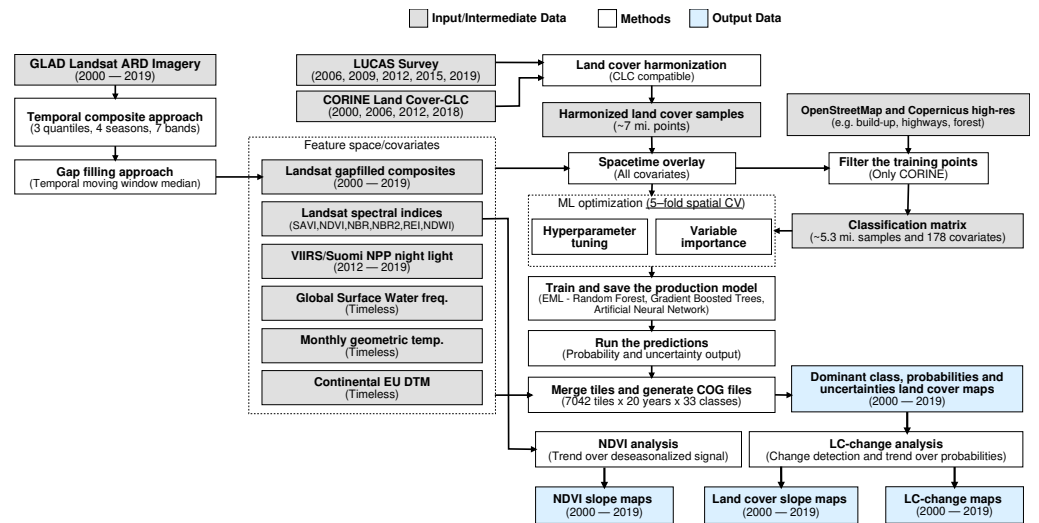 Input/Intermediate Data
Methods
Output Data
GLAD Landsat ARD Imagery
(2000 — 2019)
Temporal composite approach
(3 quantiles, 4 seasons, 7 bands)
Gap filling approach
(Temporal moving window median)
LUCAS Survey
(2006, 2009, 2012, 2015, 2019)
CORINE Land Cover-CLC
(2000, 2006, 2012, 2018)
Land cover harmonization
(CLC compatible)
Harmonized land cover samples
(~7 mi. points)
OpenStreetMap and Copernicus high-res
(e.g. build-up, highways, forest)
Feature space/covariates
Landsat gapfilled composites
(2000 — 2019)
Landsat spectral indices
(SAVI,NDVI,NBR,NBR2,REI,NDWI)
VIIRS/Suomi NPP night light
(2012 — 2019)
Global Surface Water freq.
(Timeless)
Monthly geometric temp.
(Timeless)
Continental EU DTM
(Timeless)
Spacetime overlay
(All covariates)
Filter the training points
(Only CORINE)
ML optimization (5–fold spatial CV)
Hyperparameter
tuning
Variable
importance
Classification matrix
(~5.3 mi. samples and 178 covariates)
Train and save the production model
(EML - Random Forest, Gradient Boosted Trees,
Artificial Neural Network)
Run the predictions
(Probability and uncertainty output)
Merge tiles and generate COG files
(7042 tiles x 20 years x 33 classes)
Dominant class, probabilities and
uncertainties land cover maps
(2000 — 2019)
NDVI analysis
(Trend over deseasonalized signal)
LC-change analysis
(Change detection and trend over probabilities)
NDVI slope maps
(2000 — 2019)
Land cover slope maps
(2000 — 2019)
LC-change maps
(2000 — 2019)